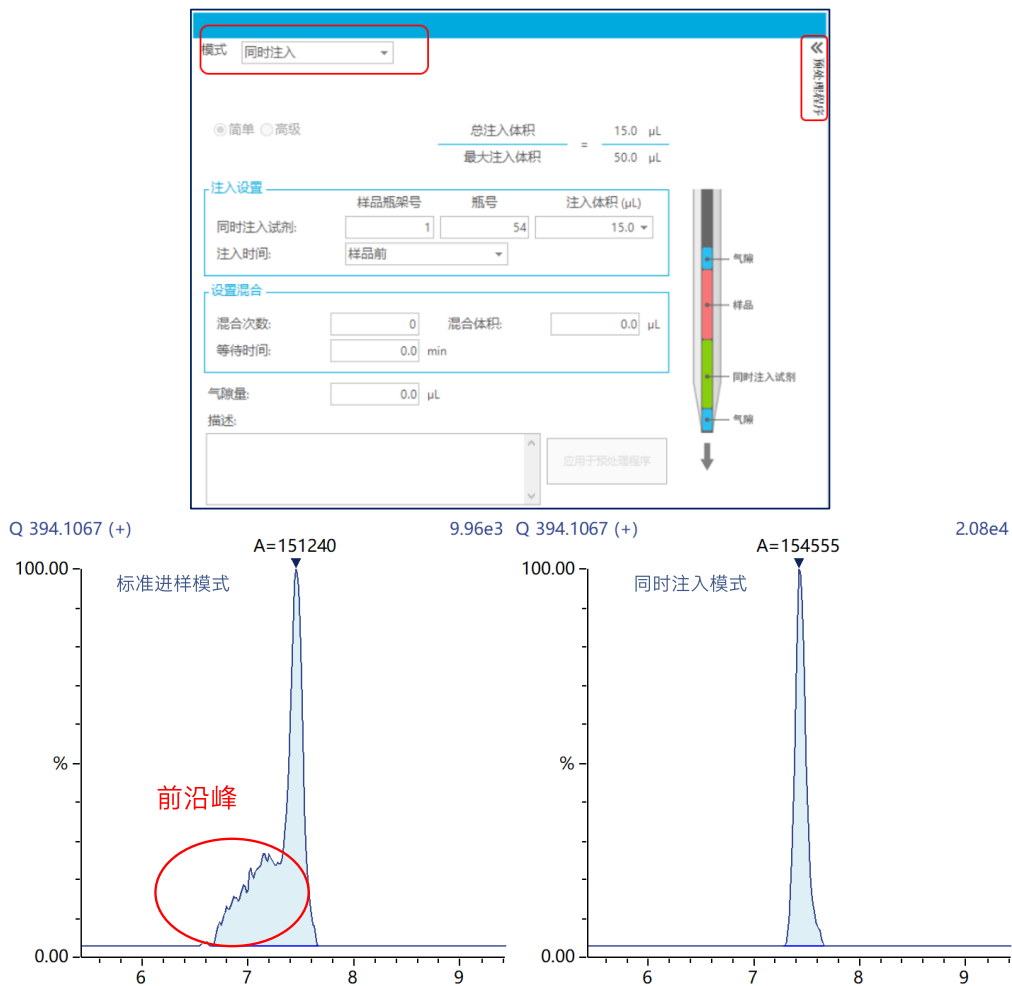 模式 同时注入
预处理程序
简单 高级
总注入体积 = 15.0 μL
最大注入体积 50.0 μL
注入设置
样品瓶架号 瓶号 注入体积 (μL)
同时注入试剂: 1 54 15.0
注入时间: 样品前
设置混合
混合次数: 0 混合体积: 0.0 μL
等待时间: 0.0 min
气隙量: 0.0 μL
描述:
应用于预处理程序
气隙
样品
同时注入试剂
气隙
Q 394.1067 (+) 9.96e3
A=151240
100.00
标准进样模式
%
前沿峰
0.00
6 7 8 9
Q 394.1067 (+) 2.08e4
A=154555
100.00
同时注入模式
%
0.00
6 7 8 9